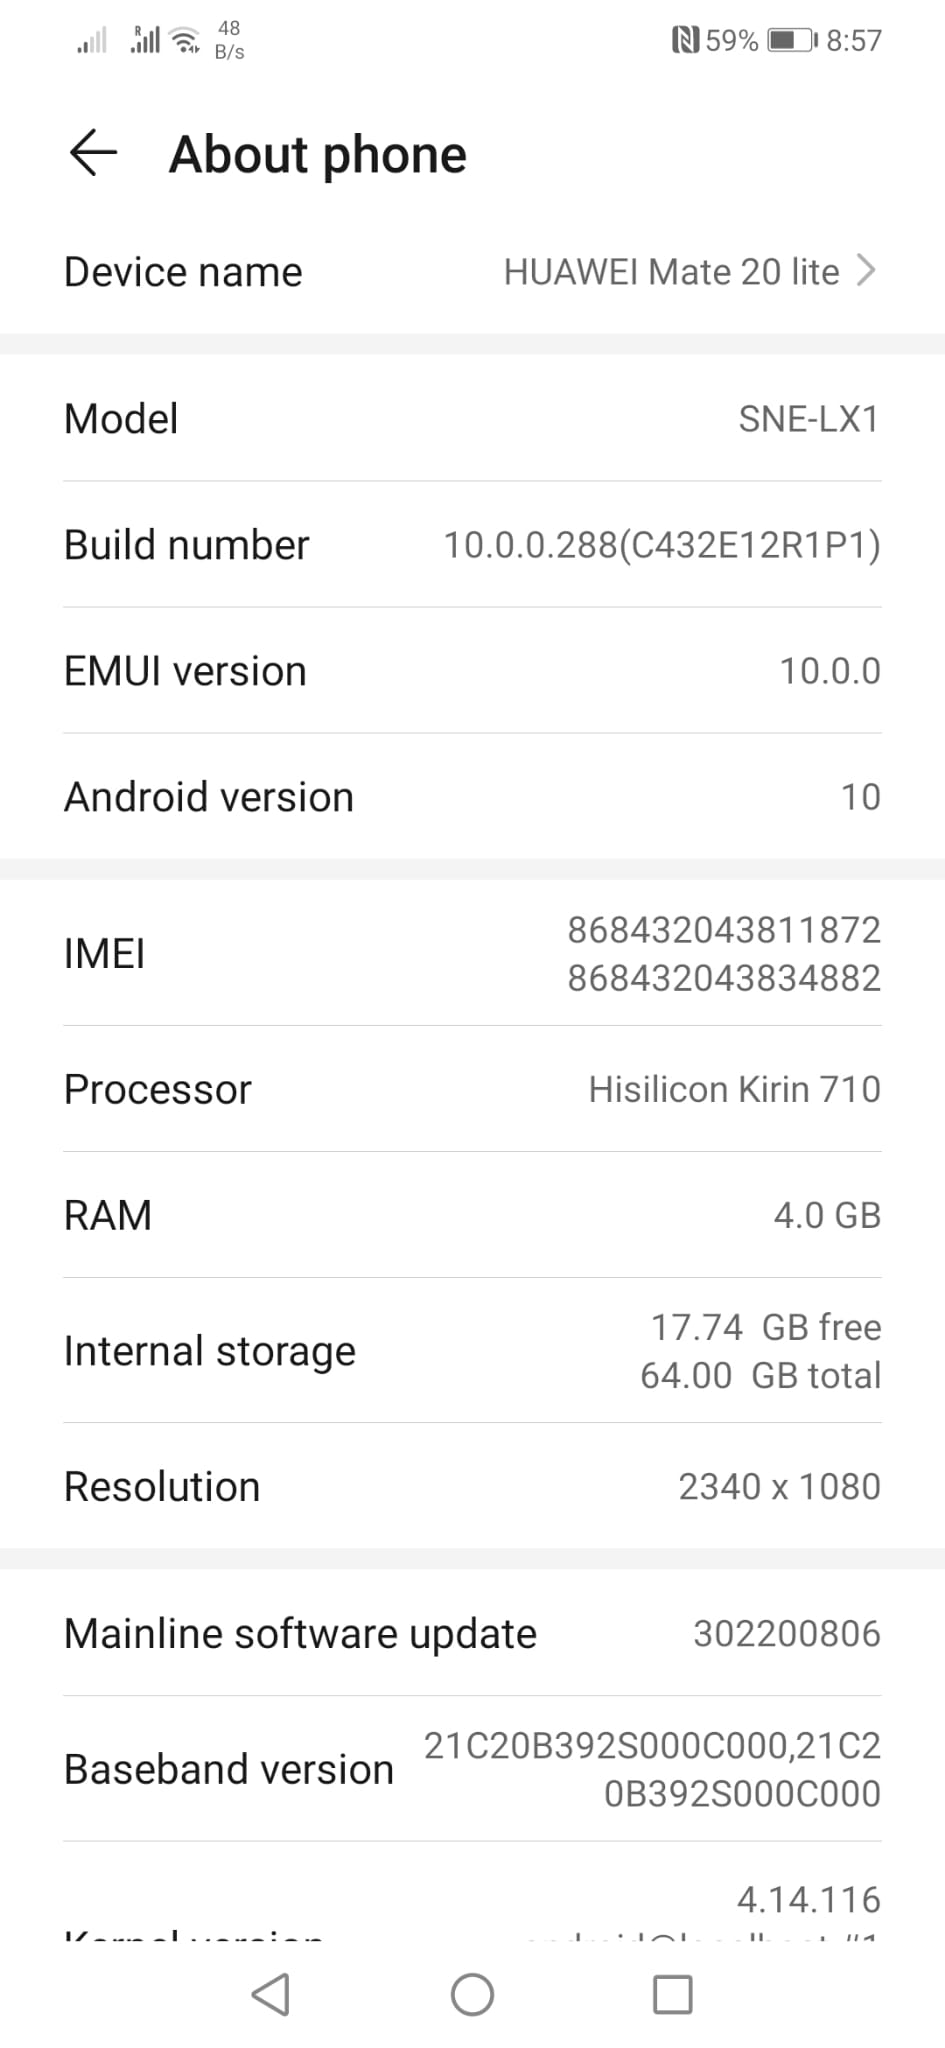 48
B/s
R
59%
8:57
About phone
Device name HUAWEI Mate 20 lite
Model SNE-LX1
Build number 10.0.0.288(C432E12R1P1)
EMUI version 10.0.0
Android version 10
IMEI 868432043811872
868432043834882
Processor Hisilicon Kirin 710
RAM 4.0 GB
Internal storage 17.74 GB free
64.00 GB total
Resolution 2340 x 1080
Mainline software update 302200806
Baseband version 21C20B392S000C000,21C2
0B392S000C000
4.14.116
Kernel version